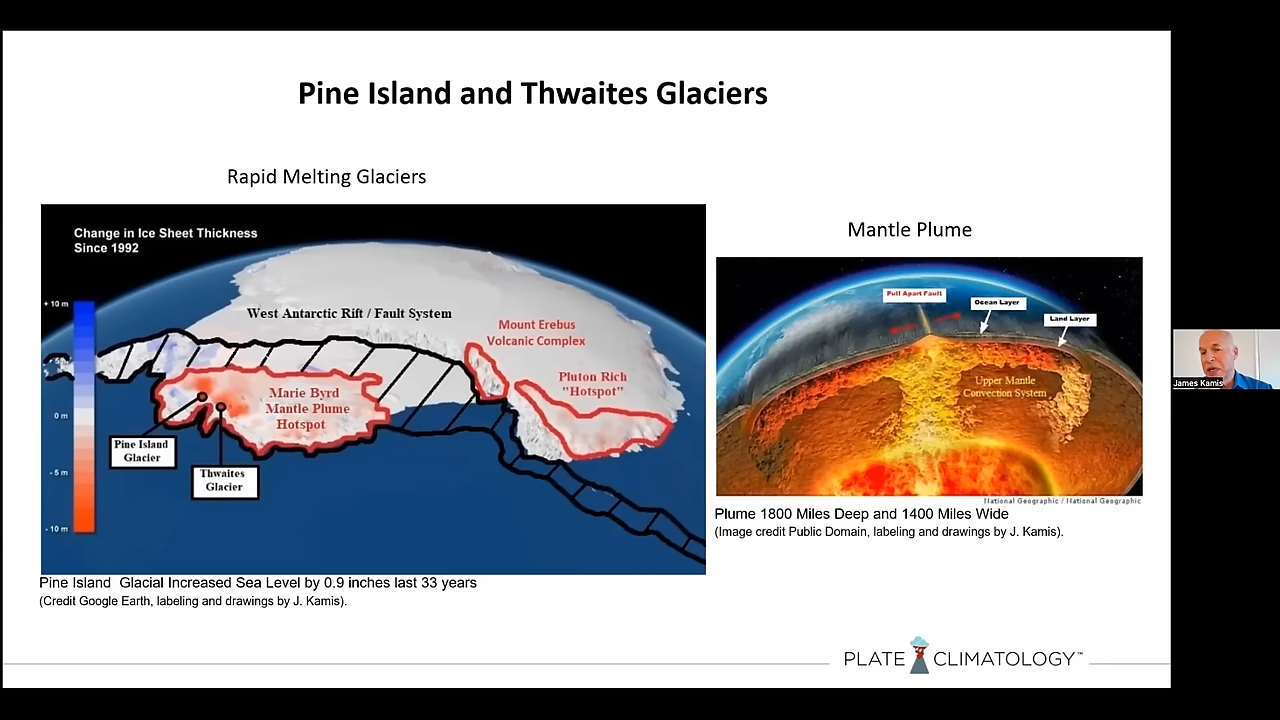 Pine Island and Thwaites Glaciers
Rapid Melting Glaciers
Change in Ice Sheet Thickness
Since 1992
+ 10 m
+ 5 m
0 m
- 5 m
- 10 m
West Antarctic Rift / Fault System
Mount Erebus
Volcanic Complex
Pluton Rich
"Hotspot"
Marie Byrd
Mantle Plume
Hotspot
Pine Island
Glacier
Thwaites
Glacier
Pine Island Glacial Increased Sea Level by 0.9 inches last 33 years
(Credit Google Earth, labeling and drawings by J. Kamis).
Mantle Plume
Pull Apart Fault
Ocean Layer
Land Layer
Upper Mantle
Convection System
National Geographic / National Geographic
Plume 1800 Miles Deep and 1400 Miles Wide
(Image credit Public Domain, labeling and drawings by J. Kamis).
PLATE CLIMATOLOGY™
James Kamis